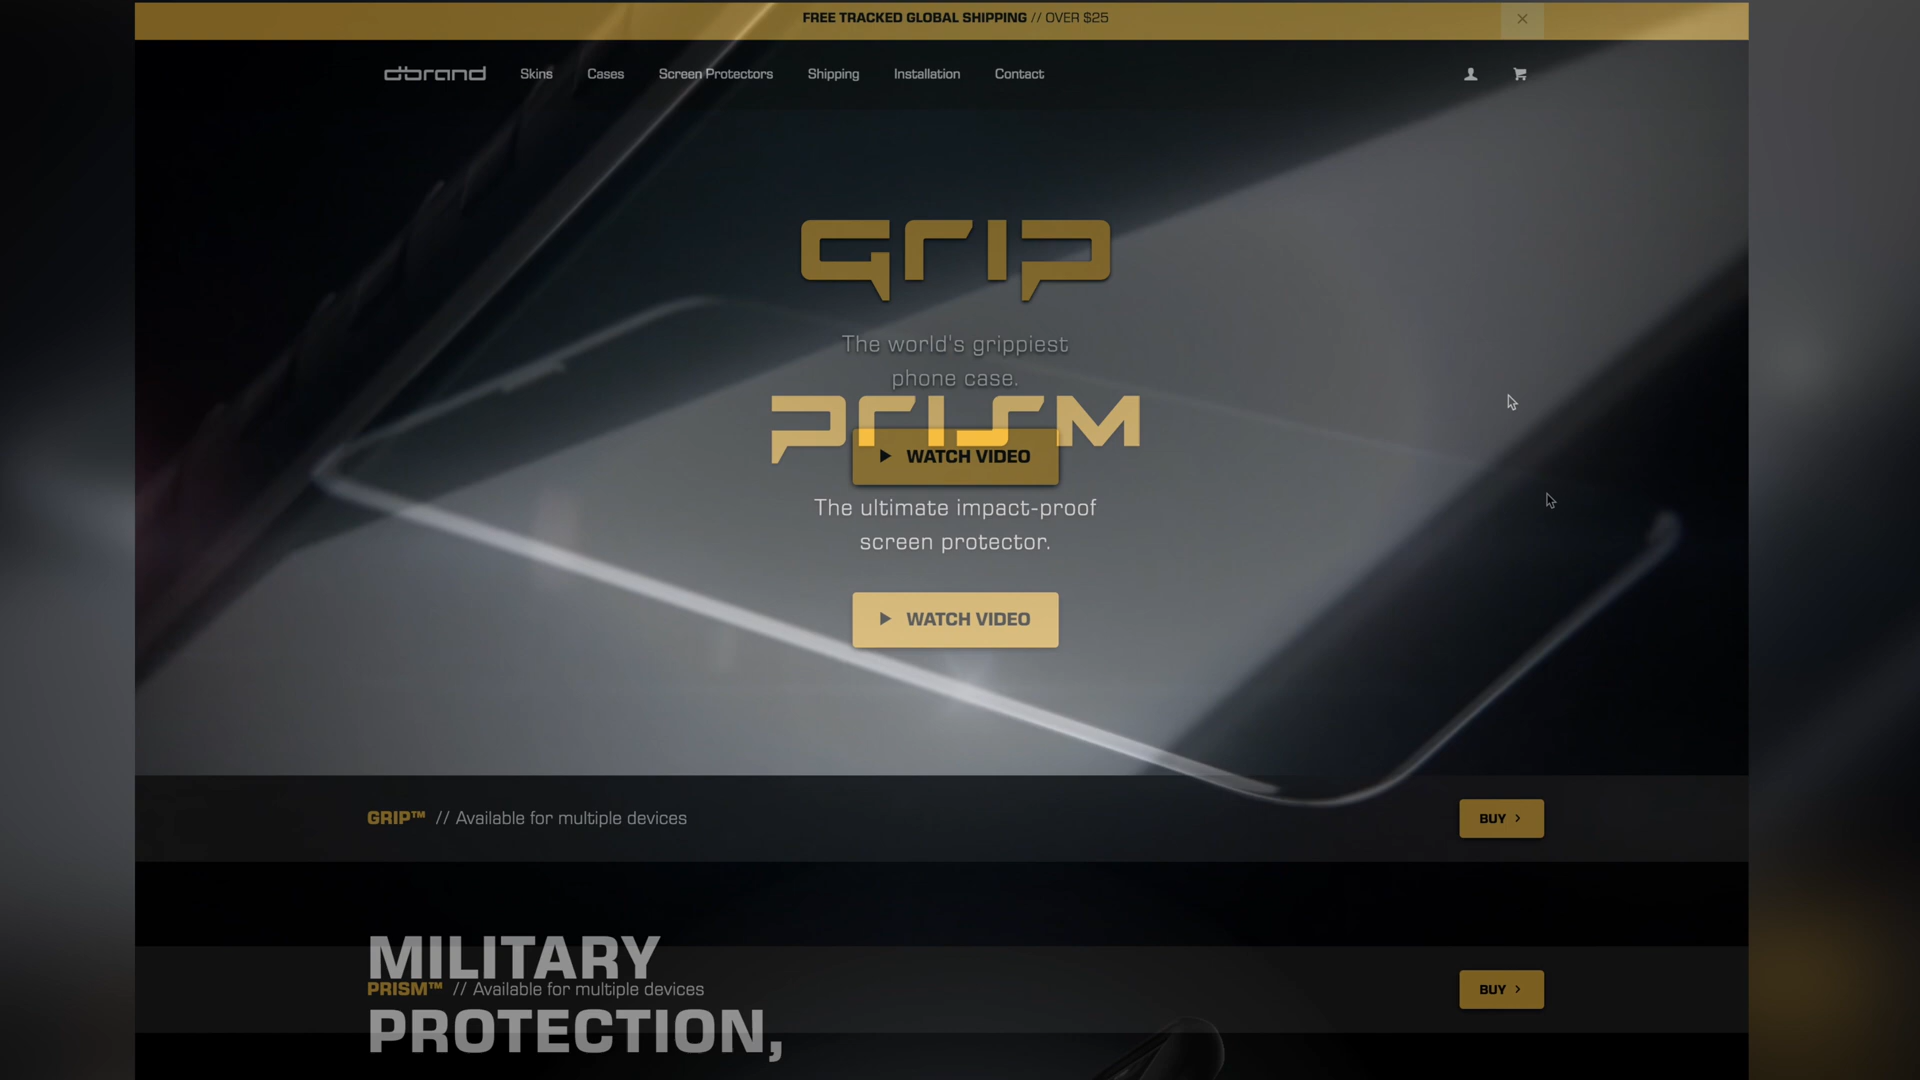 FREE TRACKED GLOBAL SHIPPING // OVER $25
dbrand Skins Cases Screen Protectors Shipping Installation Contact
grip
The world's grippiest
phone case.
PRISM
WATCH VIDEO
The ultimate impact-proof
screen protector.
WATCH VIDEO
GRIP™ // Available for multiple devices
BUY >
MILITARY
PRISM™ // Available for multiple devices
BUY >
PROTECTION,